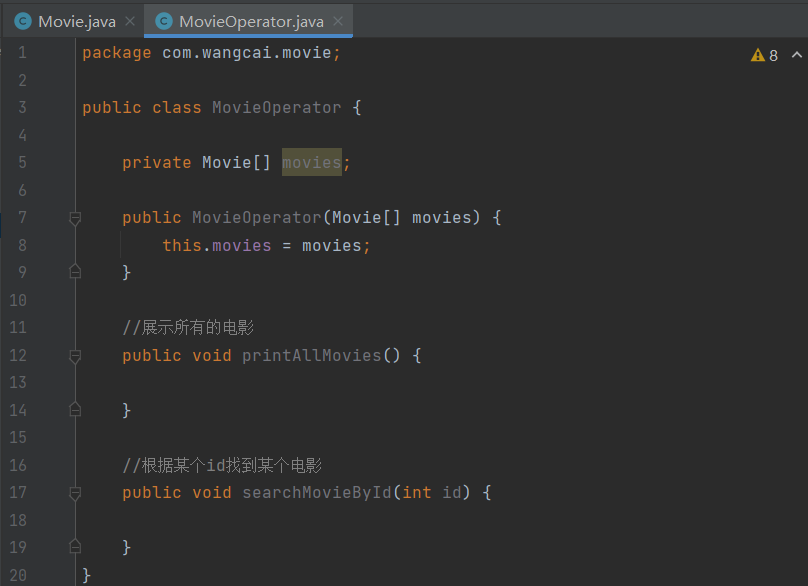 Movie.java
MovieOperator.java
8
1 package com.wangcai.movie;
2
3 public class MovieOperator {
4
5 private Movie[] movies;
6
7 public MovieOperator(Movie[] movies) {
8 this.movies = movies;
9 }
10
11 //展示所有的电影
12 public void printAllMovies() {
13
14 }
15
16 //根据某个id找到某个电影
17 public void searchMovieById(int id) {
18
19 }
20 }